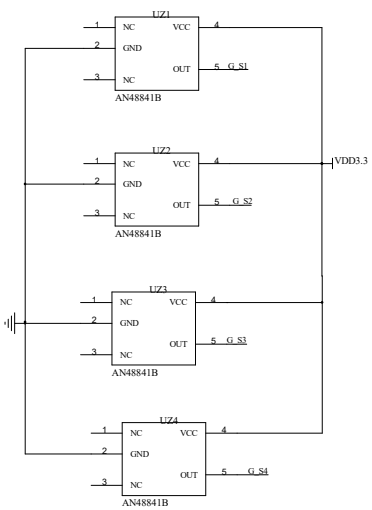 UZ1
1 NC VCC 4
2 GND
OUT 5 G_S1
3 NC
AN48841B
UZ2
1 NC VCC 4
VDD3.3
2 GND
OUT 5 G_S2
3 NC
AN48841B
UZ3
1 NC VCC 4
2 GND
OUT 5 G_S3
3 NC
AN48841B
UZ4
1 NC VCC 4
2 GND
OUT 5 G_S4
3 NC
AN48841B